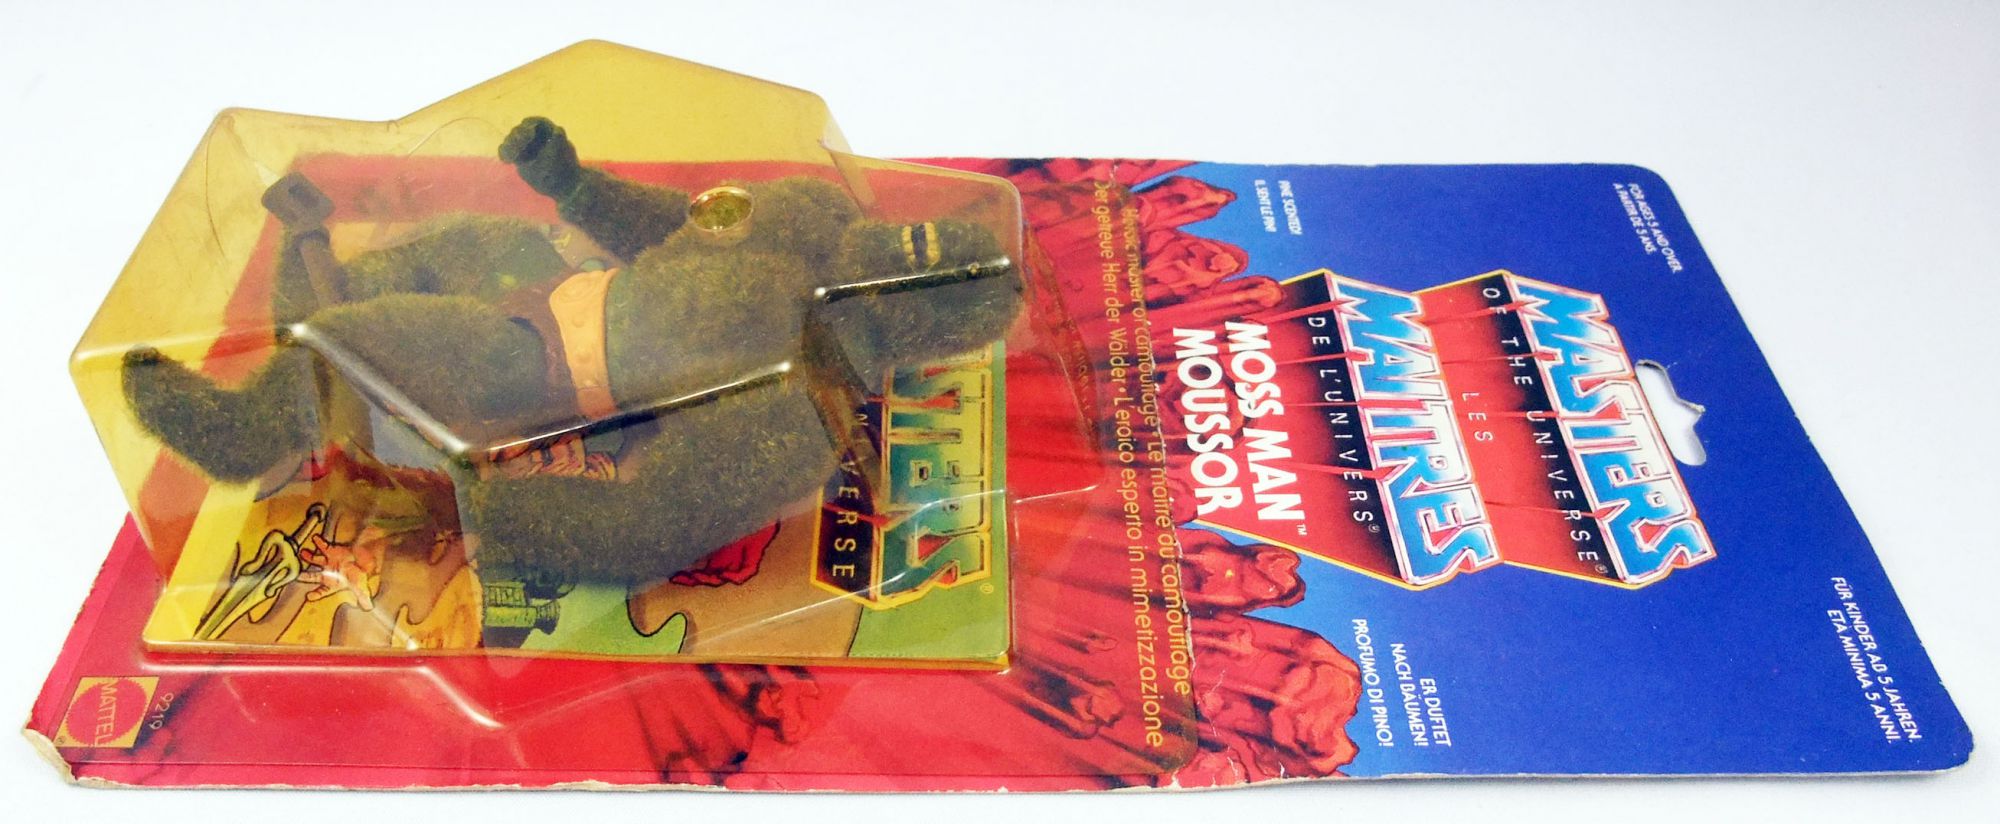 FOR AGES 5 AND OVER.
A PARTIR DE 5 ANS.
FÜR KINDER AB 5 JAHREN.
ETA MINIMA 5 ANNI.
MASTERS
OF THE UNIVERSE®
LES
MAITRES
DE L'UNIVERS®
PINE SCENTED!
IL SENT LE PIN!
ER DUFTET
NACH BÄUMEN!
PROFUMO DI PINO!
MOSS MAN™
MOUSSOR
Heroic master of camouflage • Le maître du camouflage
Der getreue Herr der Wälder • L'eroico esperto in mimetizzazione
STERS®
VERSE
9219
MATTEL®